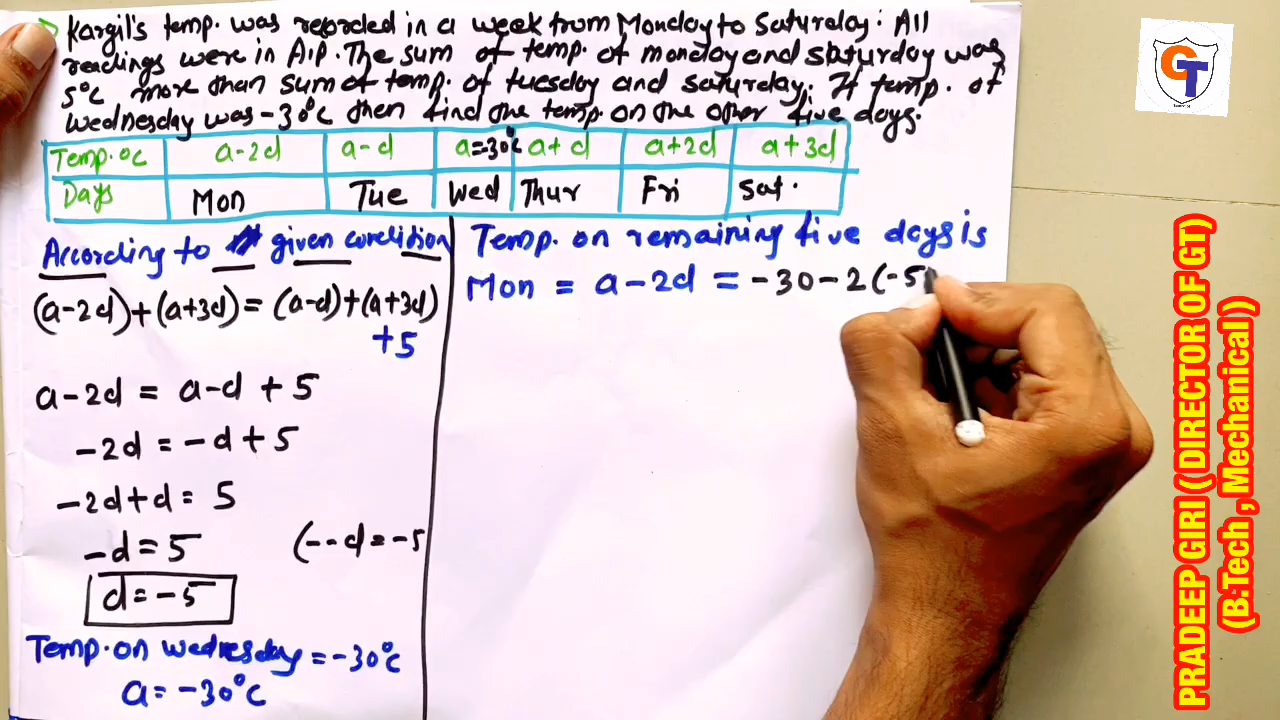 Kargil's temp. was recorded in a week from Monday to Saturday. All
readings were in A.P. The sum of temp. of monday and saturday was
5°C more than sum of temp. of tuesday and saturday. If temp. of
wednesday was -30°C then find the temp. on the other five days.
Temp.°c a-2d a-d a=-30°C a+d a+2d a+3d
Days Mon Tue Wed Thur Fri Sat.
According to given condition
(a-2d)+(a+3d) = (a-d)+(a+3d)
+5
a-2d = a-d + 5
-2d = -d + 5
-2d+d = 5
-d = 5 (--d = -5
d = -5
Temp. on wednesday = -30°C
a = -30°C
Temp. on remaining five days is
Mon = a-2d = -30-2(-5)
GT
PRADEEP GIRI ( DIRECTOR OF GT)
(B.Tech , Mechanical )